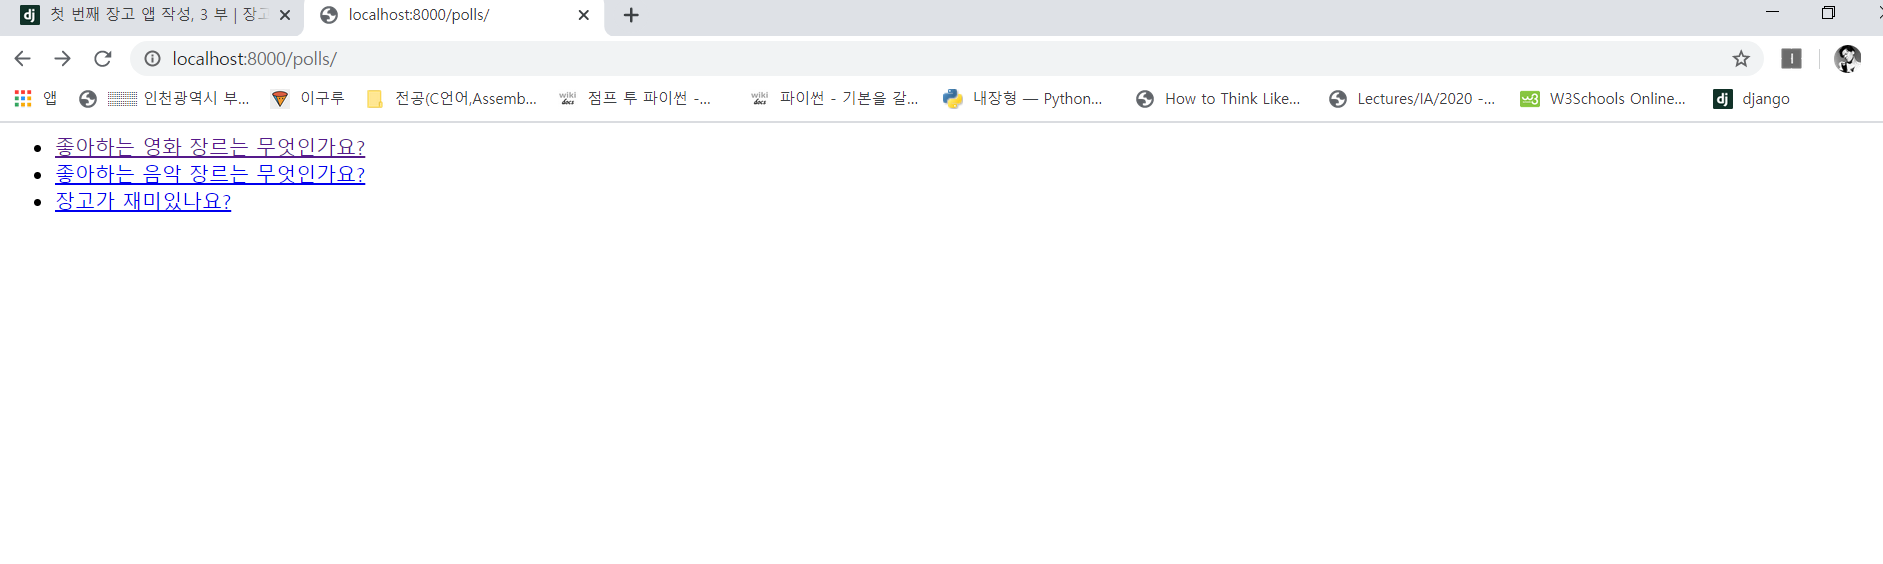 첫 번째 장고 앱 작성, 3 부 | 장고
localhost:8000/polls/
localhost:8000/polls/
앱
인천광역시 부...
이구루
전공(C언어,Assemb...
점프 투 파이썬 -...
파이썬 - 기본을 갈...
내장형 — Python...
How to Think Like...
Lectures/IA/2020 -...
W3Schools Online...
django
좋아하는 영화 장르는 무엇인가요?
좋아하는 음악 장르는 무엇인가요?
장고가 재미있나요?